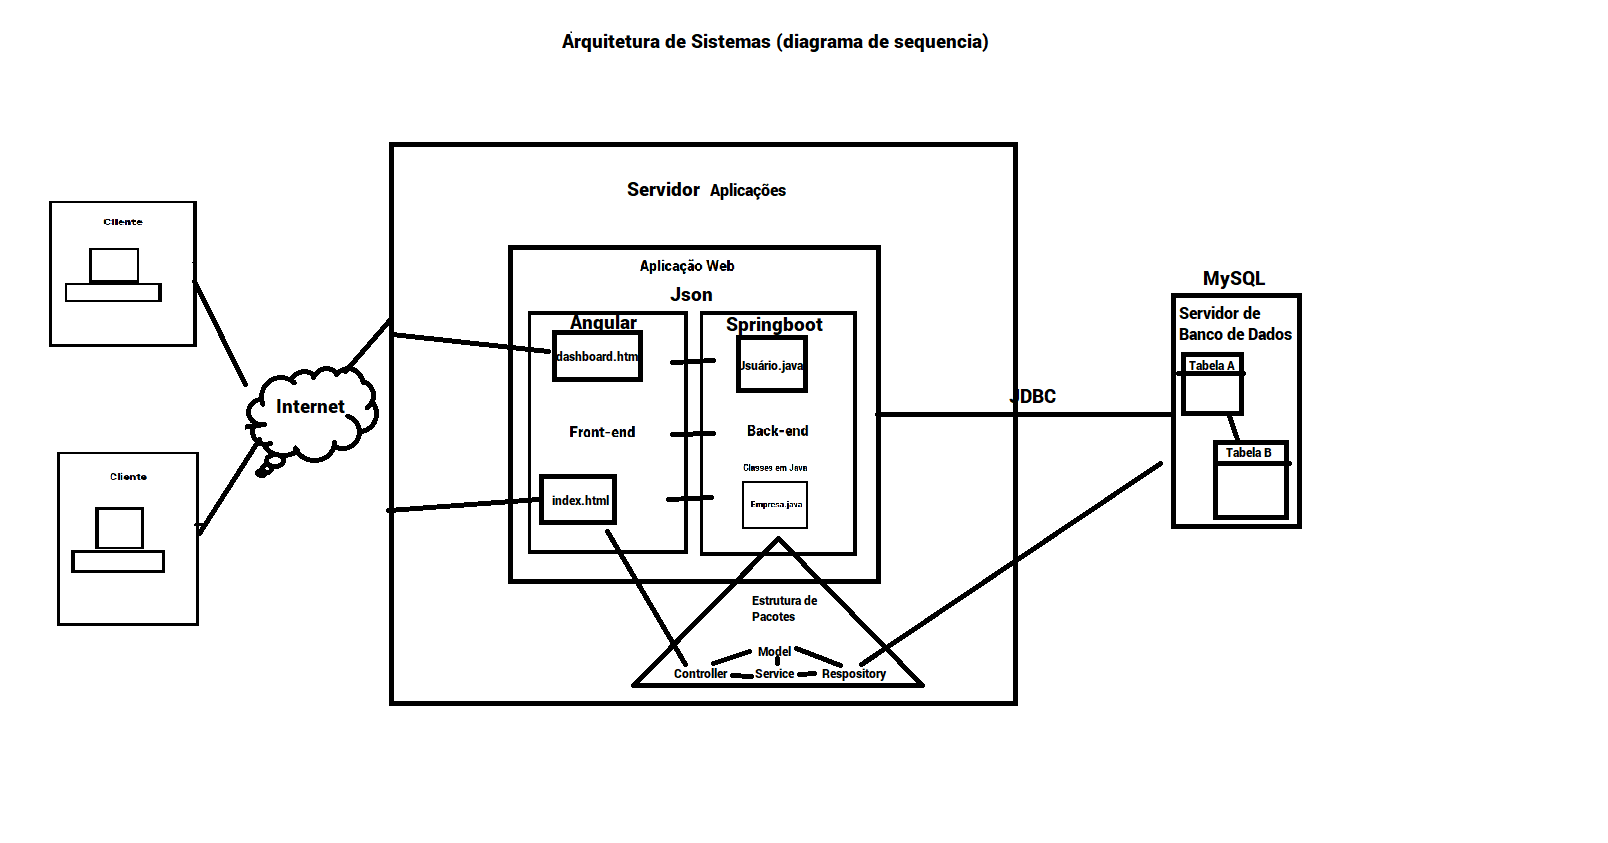 Arquitetura de Sistemas (diagrama de sequencia)
Servidor Aplicações
Cliente
Aplicação Web
Json
MySQL
Servidor de
Banco de Dados
Angular
Springboot
dashboard.htm
Usuário.java
Tabela A
JDBC
Internet
Front-end
Back-end
Tabela B
Classes em Java
Cliente
index.html
Empresa.java
Estrutura de
Pacotes
Model
Controller
Service
Respository